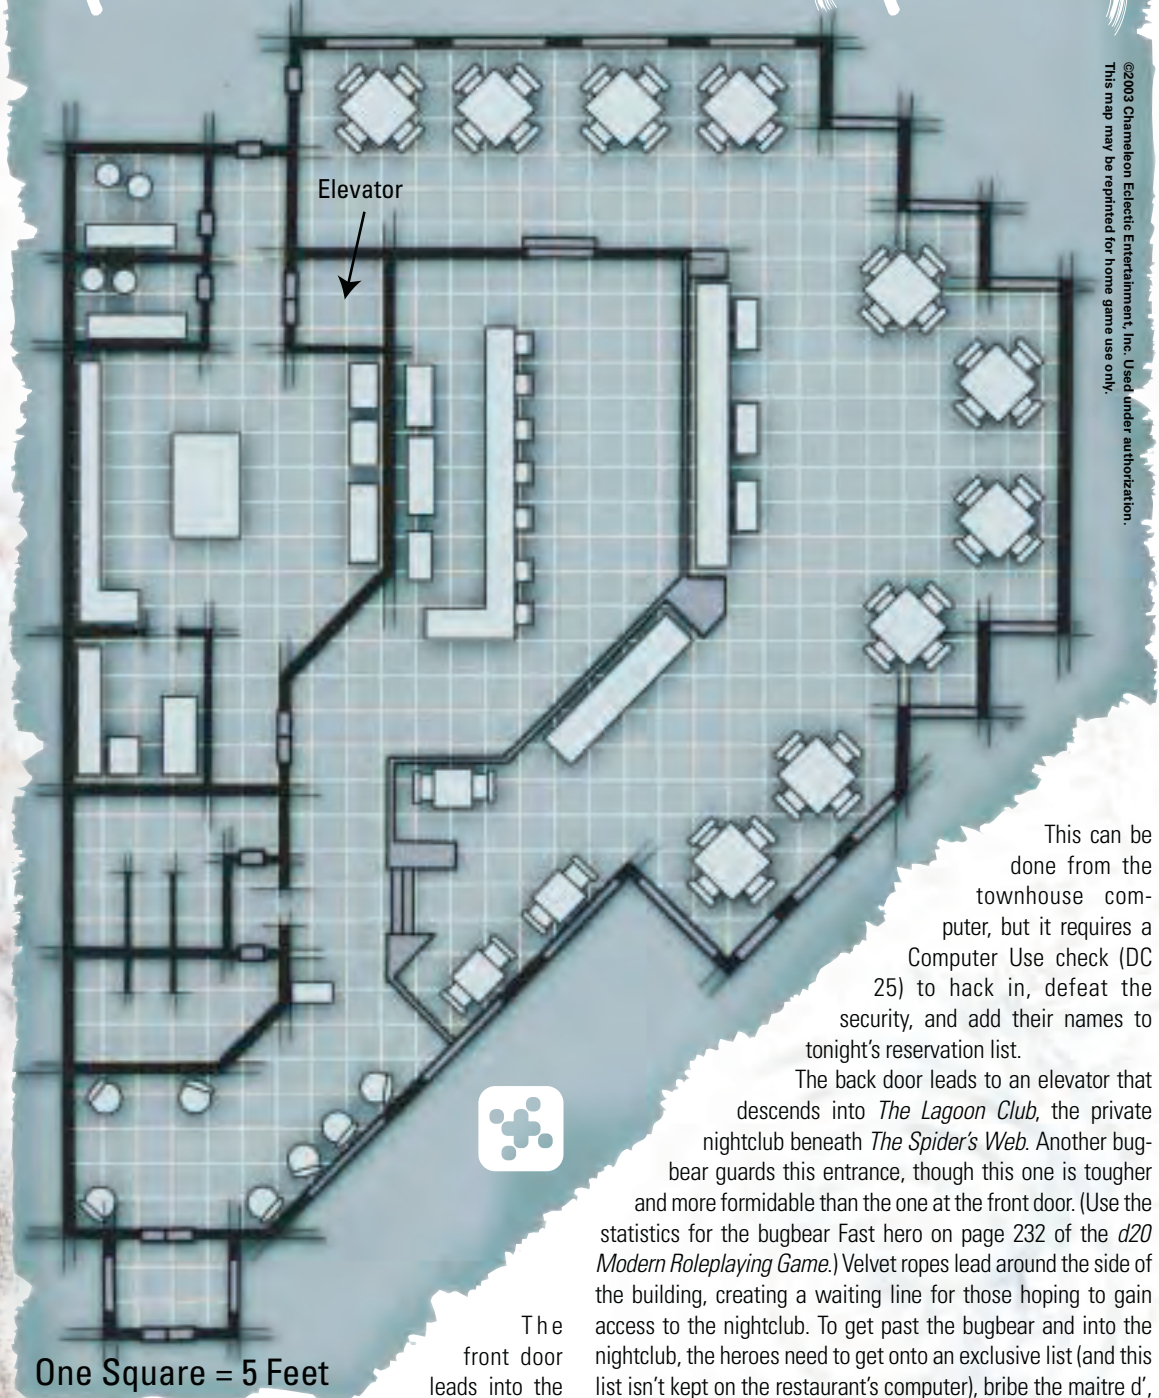 ©2003 Chameleon Eclectic Entertainment, Inc. Used under authorization.
This map may be reprinted for home game use only.
Elevator
One Square = 5 Feet
The
front door
leads into the
This can be
done from the
townhouse com-
puter, but it requires a
Computer Use check (DC
25) to hack in, defeat the
security, and add their names to
tonight's reservation list.
The back door leads to an elevator that
descends into The Lagoon Club, the private
nightclub beneath The Spider's Web. Another bug-
bear guards this entrance, though this one is tougher
and more formidable than the one at the front door. (Use the
statistics for the bugbear Fast hero on page 232 of the d20
Modern Roleplaying Game.) Velvet ropes lead around the side of
the building, creating a waiting line for those hoping to gain
access to the nightclub. To get past the bugbear and into the
nightclub, the heroes need to get onto an exclusive list (and this
list isn't kept on the restaurant's computer), bribe the maitre d',